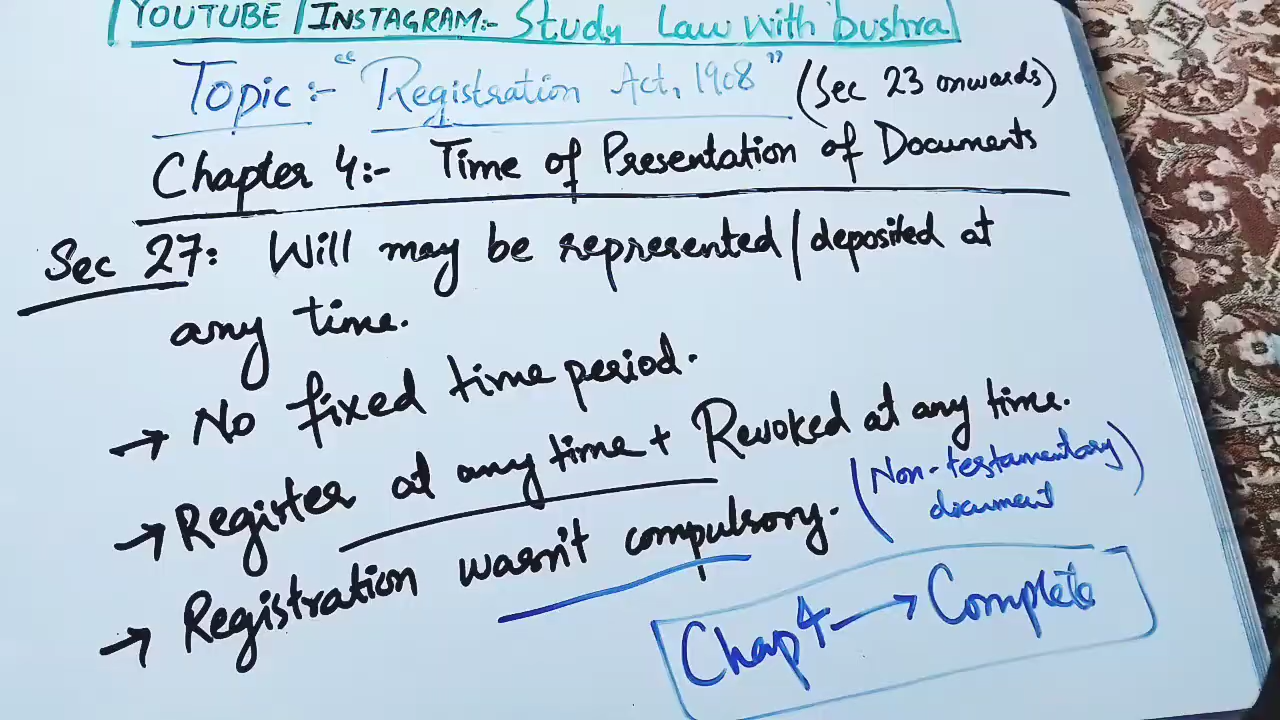 YOUTUBE / INSTAGRAM:- Study Law with bushra
Topic:- "Registration Act, 1908" (Sec 23 onwards)
Chapter 4:- Time of Presentation of Documents
Sec 27: Will may be represented/deposited at
any time.
→ No fixed time period.
→ Register at any time + Revoked at any time.
→ Registration wasn't compulsory. (Non-testamentary
document)
Chap 4 → Complete